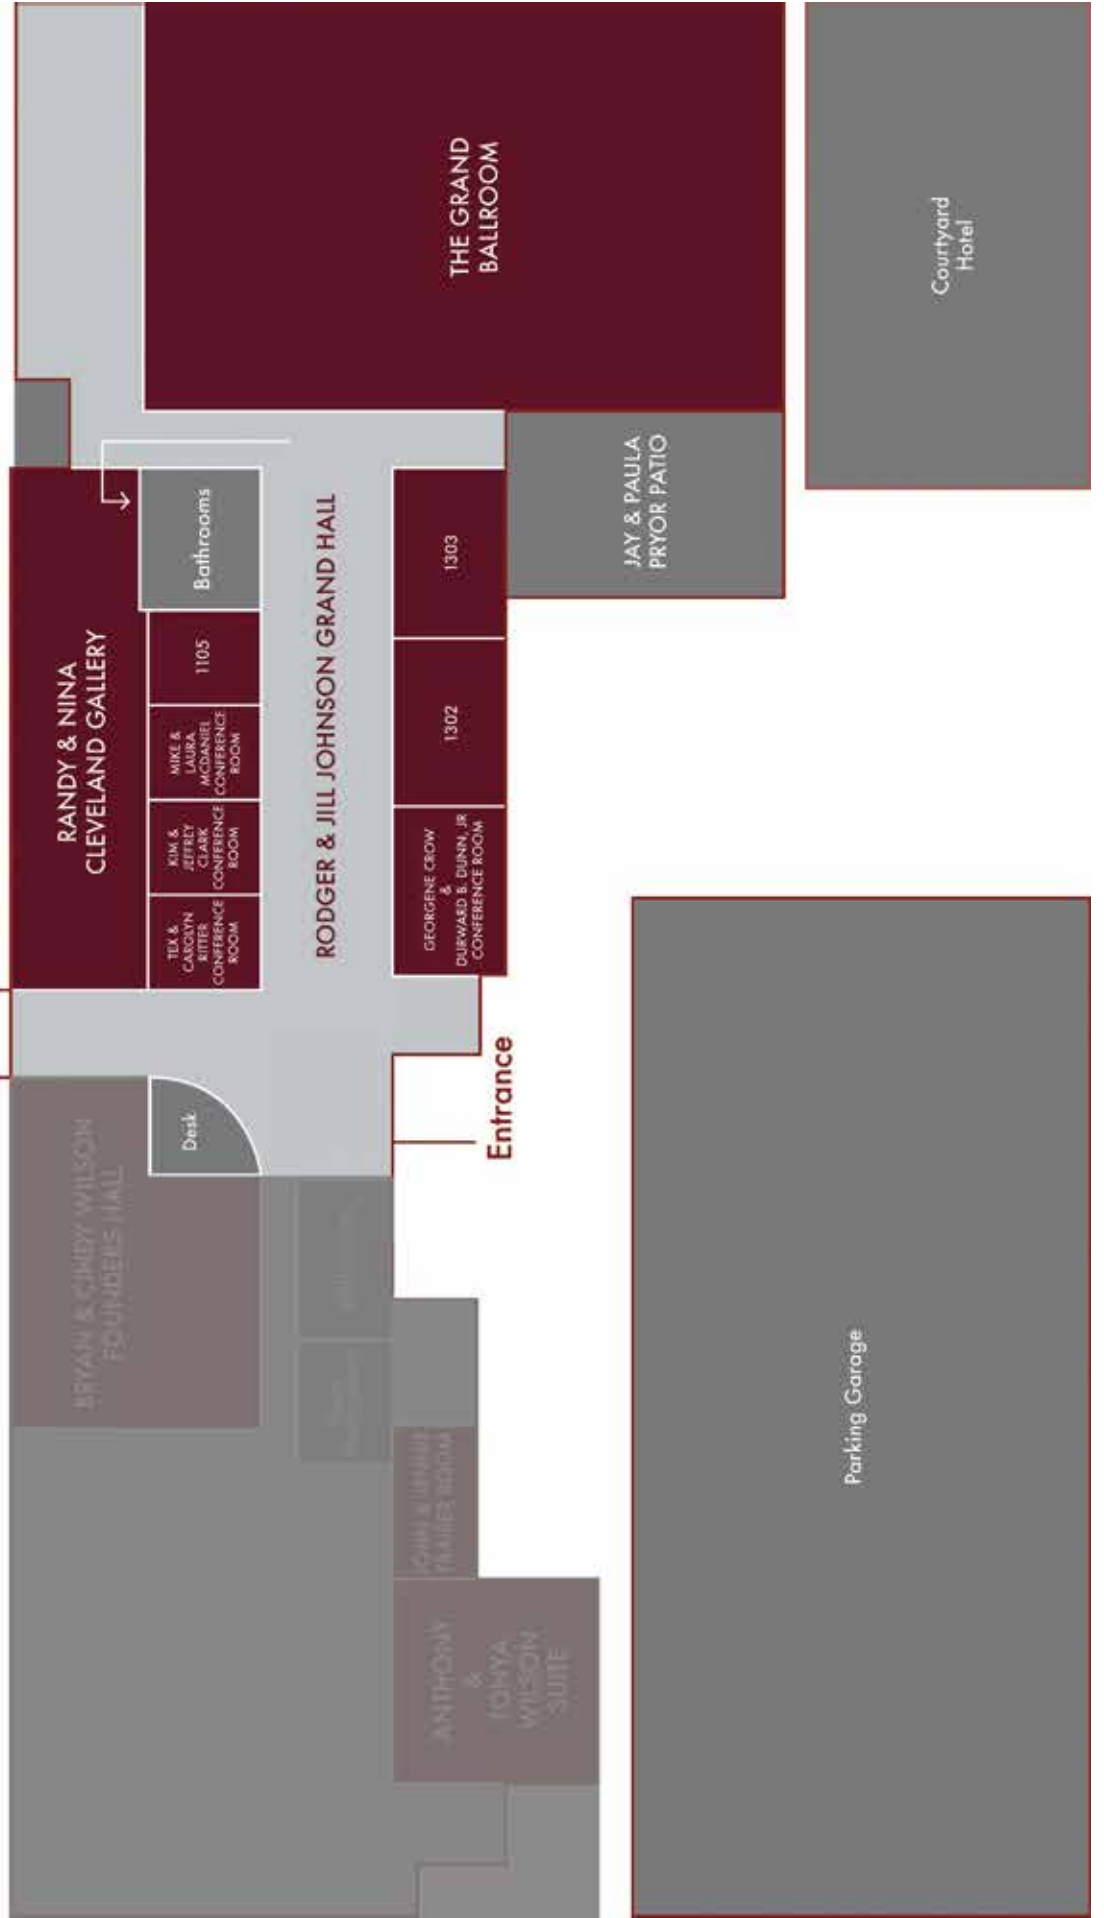 BRYAN & CINDY WILSON
FOUNDERS HALL
Desk
RANDY & NINA
CLEVELAND GALLERY
TEX &
CAROLYN
RITTER
CONFERENCE
ROOM
KIM &
JEFFREY
CLARK
CONFERENCE
ROOM
MIKE &
LAURA
MCDANIEL
CONFERENCE
ROOM
1105
Bathrooms
RODGER & JILL JOHNSON GRAND HALL
ANTHONY
&
TONYA
WILSON
SUITE
Entrance
GEORGENE CROW
&
DURWARD B. DUNN, JR
CONFERENCE ROOM
1302
1303
THE GRAND
BALLROOM
JAY & PAULA
PRYOR PATIO
Parking Garage
Courtyard
Hotel